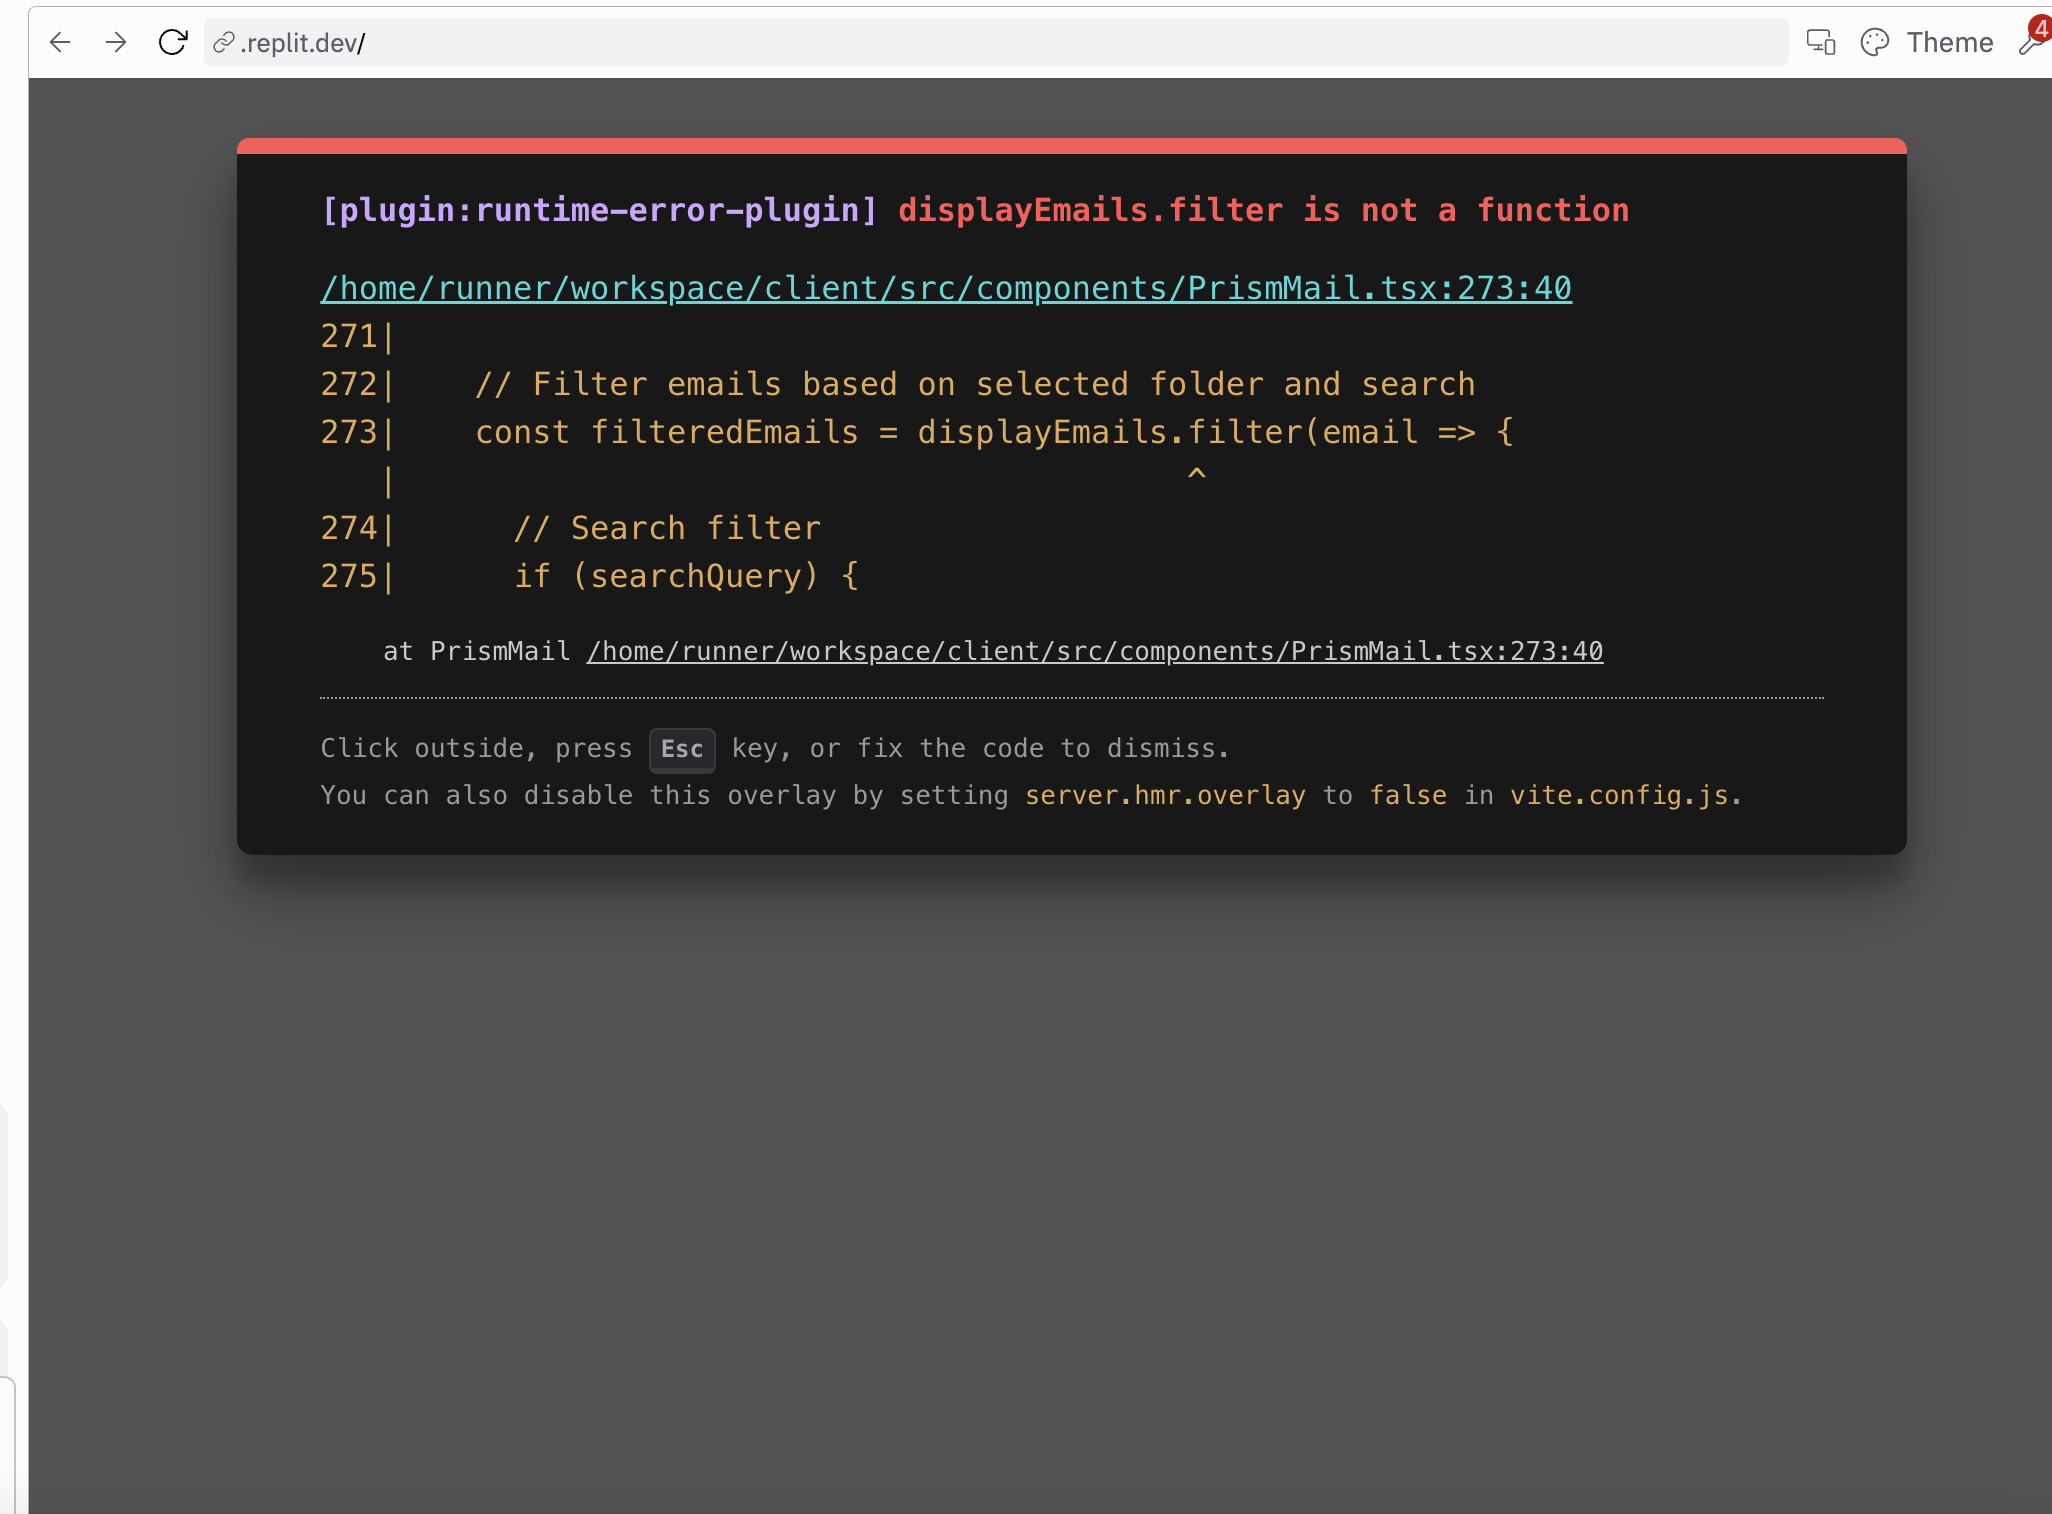 .replit.dev/
Theme
4
[plugin:runtime-error-plugin] displayEmails.filter is not a function
/home/runner/workspace/client/src/components/PrismMail.tsx:273:40
271|
272|    // Filter emails based on selected folder and search
273|    const filteredEmails = displayEmails.filter(email => {
   |                                         ^
274|      // Search filter
275|      if (searchQuery) {
at PrismMail /home/runner/workspace/client/src/components/PrismMail.tsx:273:40
Click outside, press Esc key, or fix the code to dismiss.
You can also disable this overlay by setting server.hmr.overlay to false in vite.config.js.